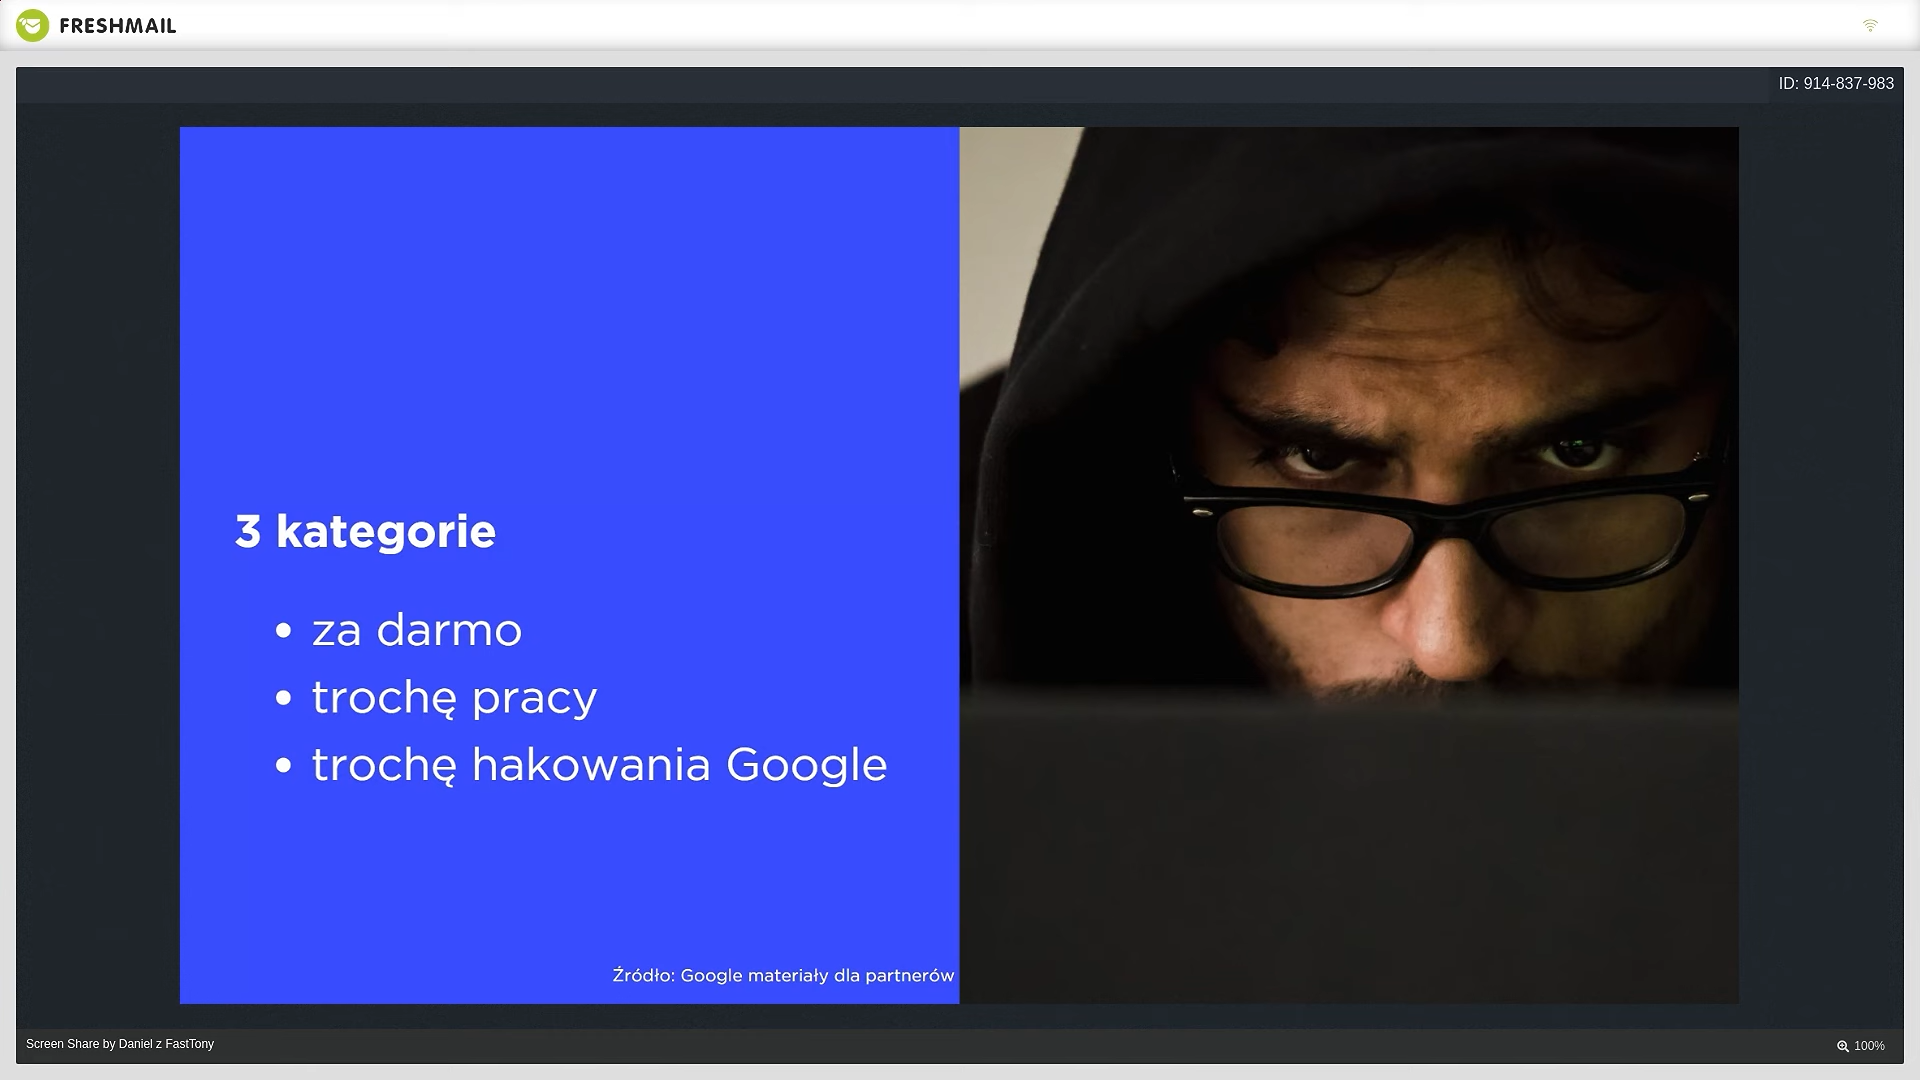 FRESHMAIL
ID: 914-837-983
3 kategorie
• za darmo
• trochę pracy
• trochę hakowania Google
Źródło: Google materiały dla partnerów
Screen Share by Daniel z FastTony
100%